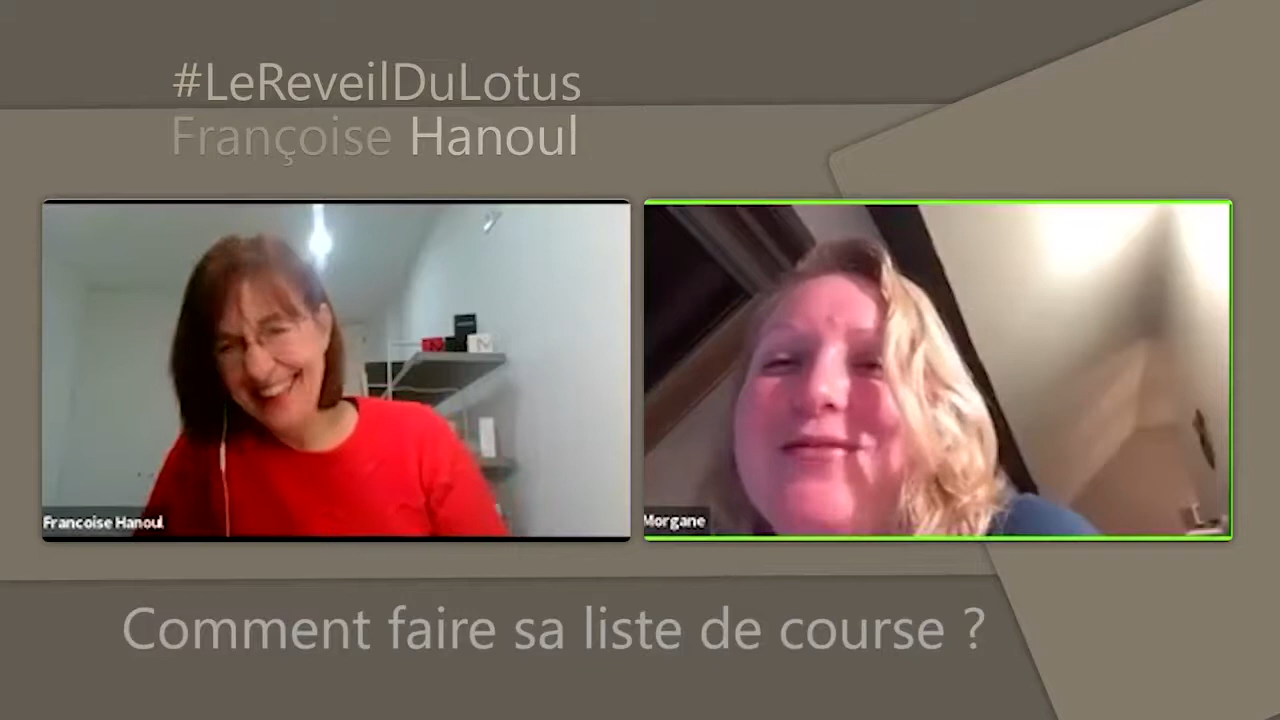 #LeReveilDuLotus
Françoise Hanoul
Francoise Hanoul
Morgane
Comment faire sa liste de course ?